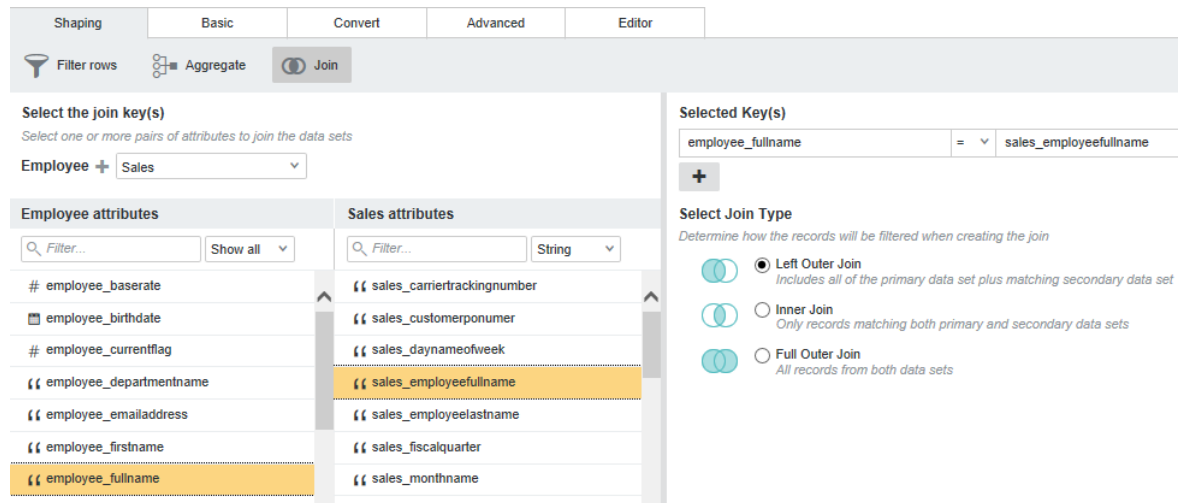 Shaping Basic Convert Advanced Editor
Filter rows Aggregate Join
Select the join key(s)
Select one or more pairs of attributes to join the data sets
Employee + Sales
Employee attributes Sales attributes
Filter... Show all Filter... String
# employee_baserate
employee_birthdate
# employee_currentflag
“ employee_departmentname
“ employee_emailaddress
“ employee_firstname
“ employee_fullname
“ sales_carriertrackingnumber
“ sales_customerponumer
“ sales_daynameofweek
“ sales_employeefullname
“ sales_employeelastname
“ sales_fiscalquarter
“ sales_monthname
Selected Key(s)
employee_fullname = sales_employeefullname
+
Select Join Type
Determine how the records will be filtered when creating the join
Left Outer Join
Includes all of the primary data set plus matching secondary data set
Inner Join
Only records matching both primary and secondary data sets
Full Outer Join
All records from both data sets